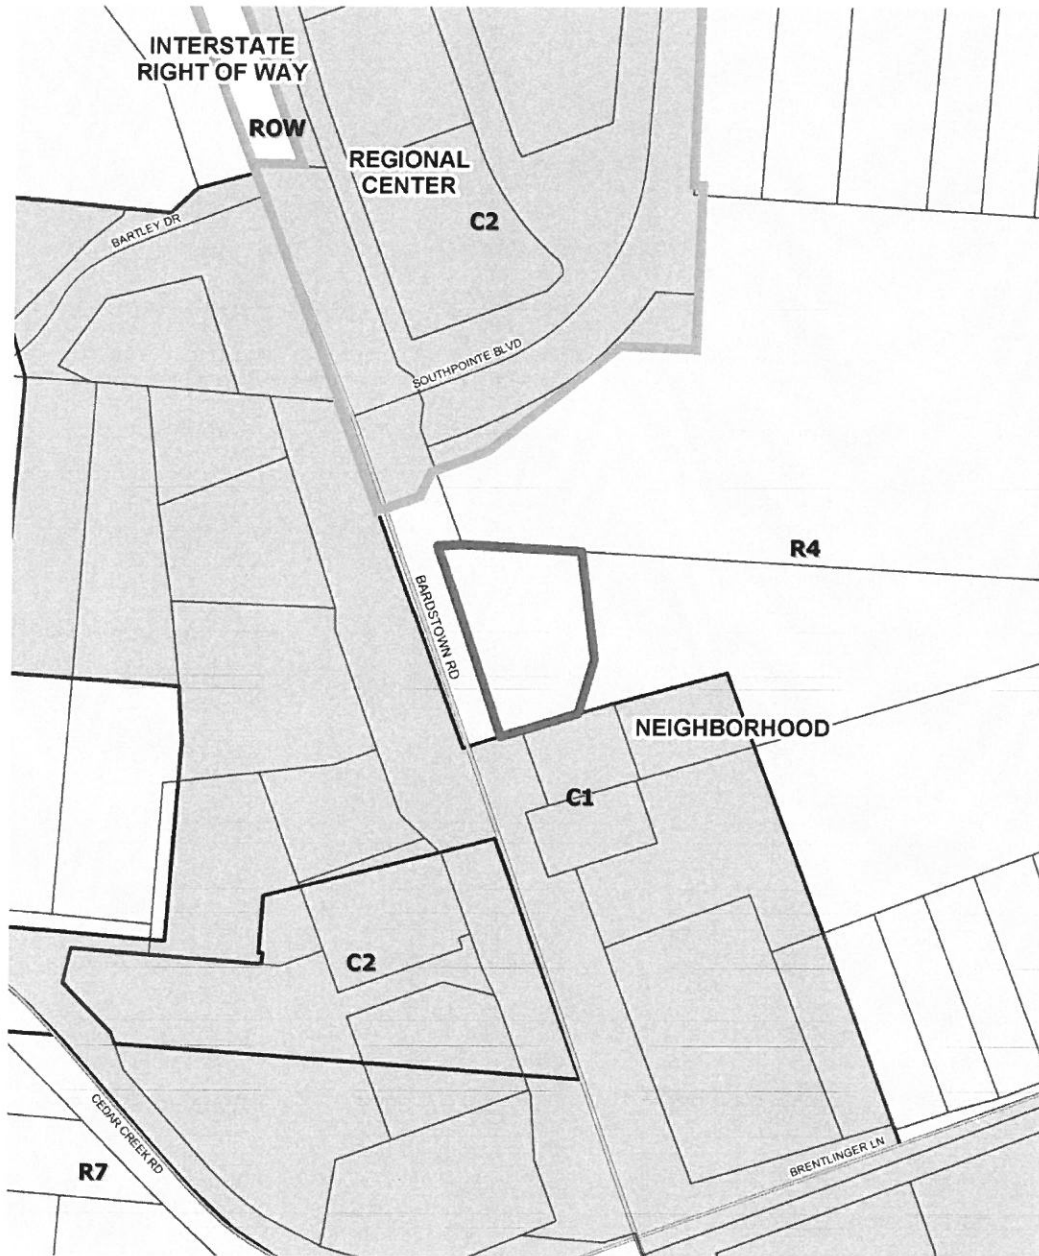 INTERSTATE
RIGHT OF WAY
ROW
REGIONAL
CENTER
C2
BARTLEY DR
SOUTHPOINTE BLVD
R4
BARDSTOWN RD
NEIGHBORHOOD
C1
C2
CEDAR CREEK RD
BRENTLINGER LN
R7